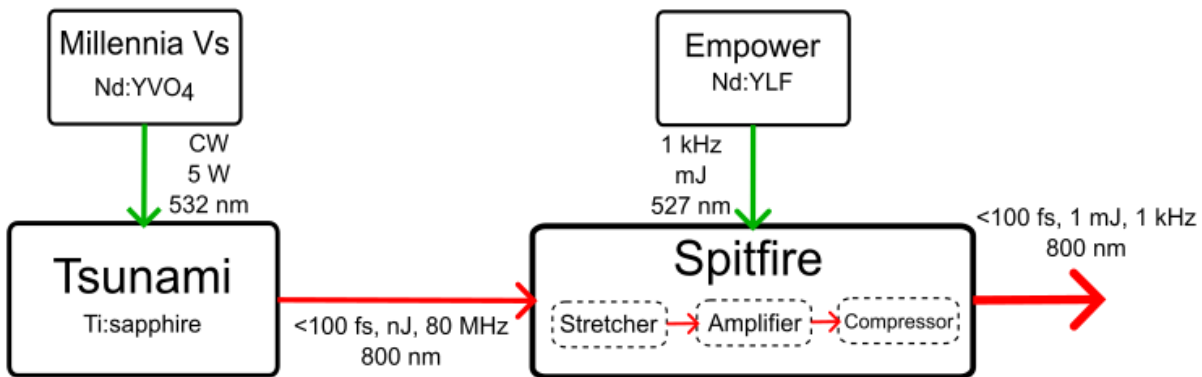 Millennia Vs
Nd:YVO4
CW
5 W
532 nm
Tsunami
Ti:sapphire
<100 fs, nJ, 80 MHz
800 nm
Empower
Nd:YLF
1 kHz
mJ
527 nm
Spitfire
Stretcher
Amplifier
Compressor
<100 fs, 1 mJ, 1 kHz
800 nm